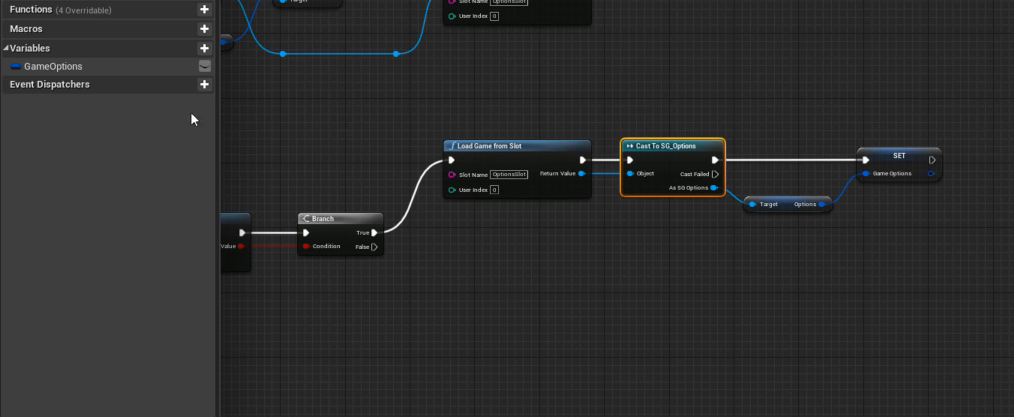 Functions (4 Overridable)
Macros
Variables
GameOptions
Event Dispatchers
Target
Slot Name OptionsSlot
User Index 0
f Load Game from Slot
Slot Name OptionsSlot
Return Value
User Index 0
Cast To SG_Options
Object
Cast Failed
As SG Options
SET
Game Options
Target Options
Branch
True
Value
Condition
False